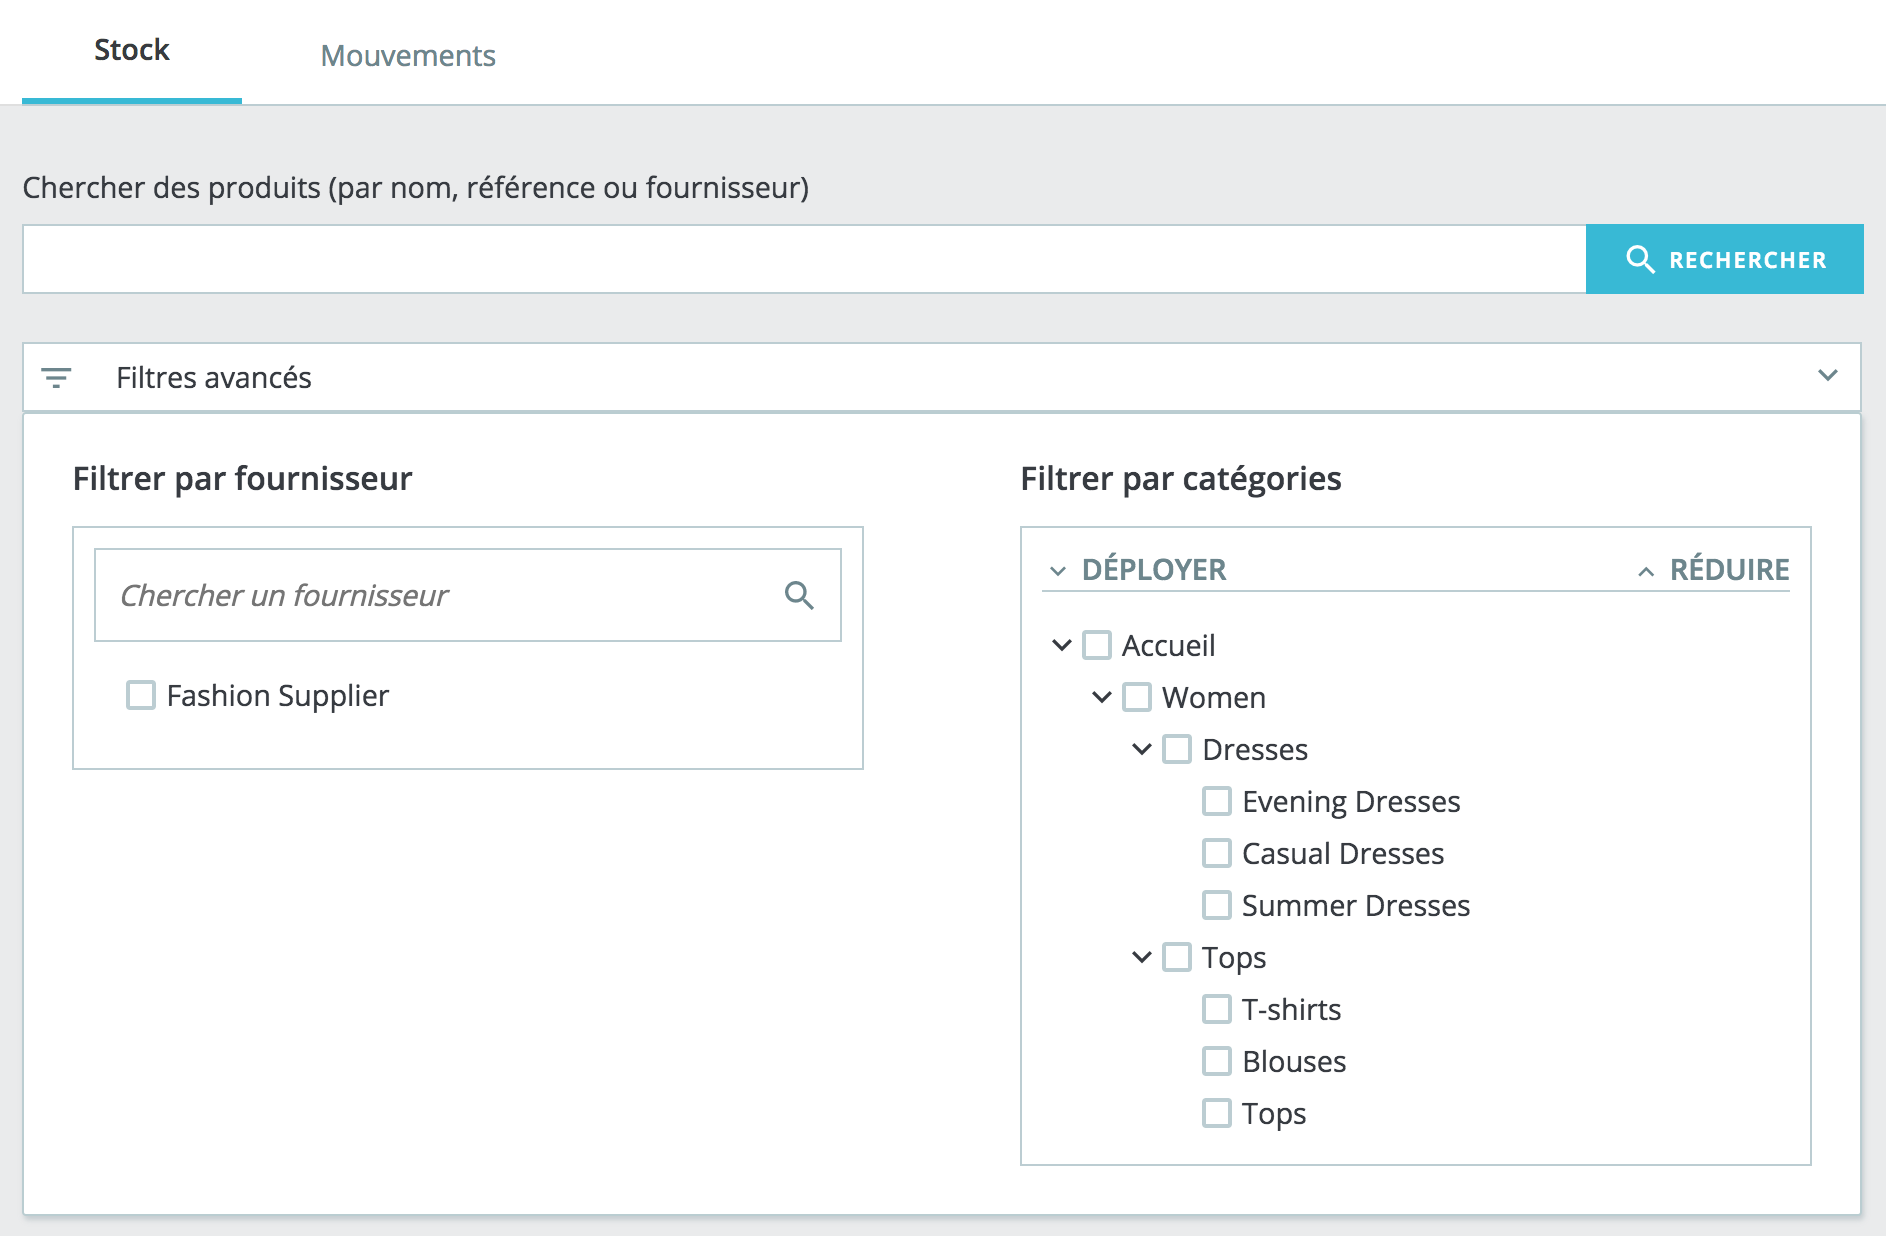 Stock
Mouvements
Chercher des produits (par nom, référence ou fournisseur)
RECHERCHER
Filtres avancés
Filtrer par fournisseur
Chercher un fournisseur
Fashion Supplier
Filtrer par catégories
DÉPLOYER
RÉDUIRE
Accueil
Women
Dresses
Evening Dresses
Casual Dresses
Summer Dresses
Tops
T-shirts
Blouses
Tops